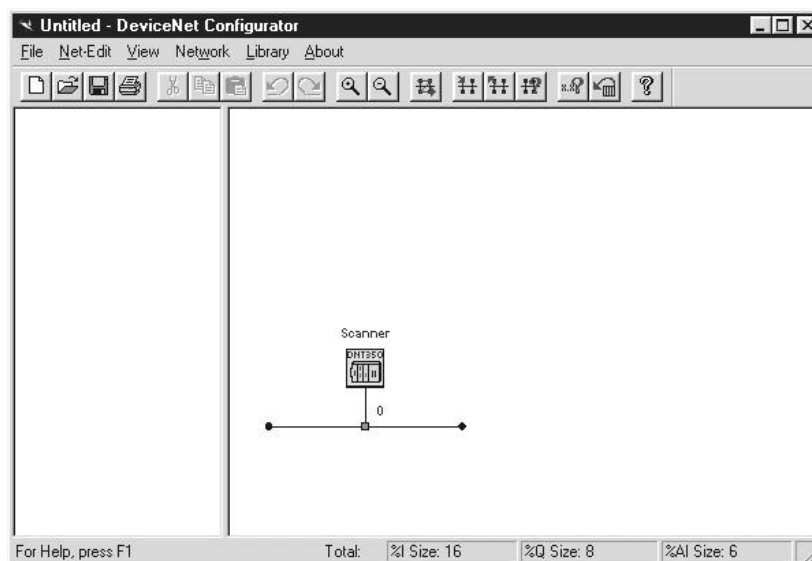 Untitled - DeviceNet Configurator
File Net-Edit View Network Library About
Scanner
DNT350
0
For Help, press F1 Total: %I Size: 16 %Q Size: 8 %AI Size: 6